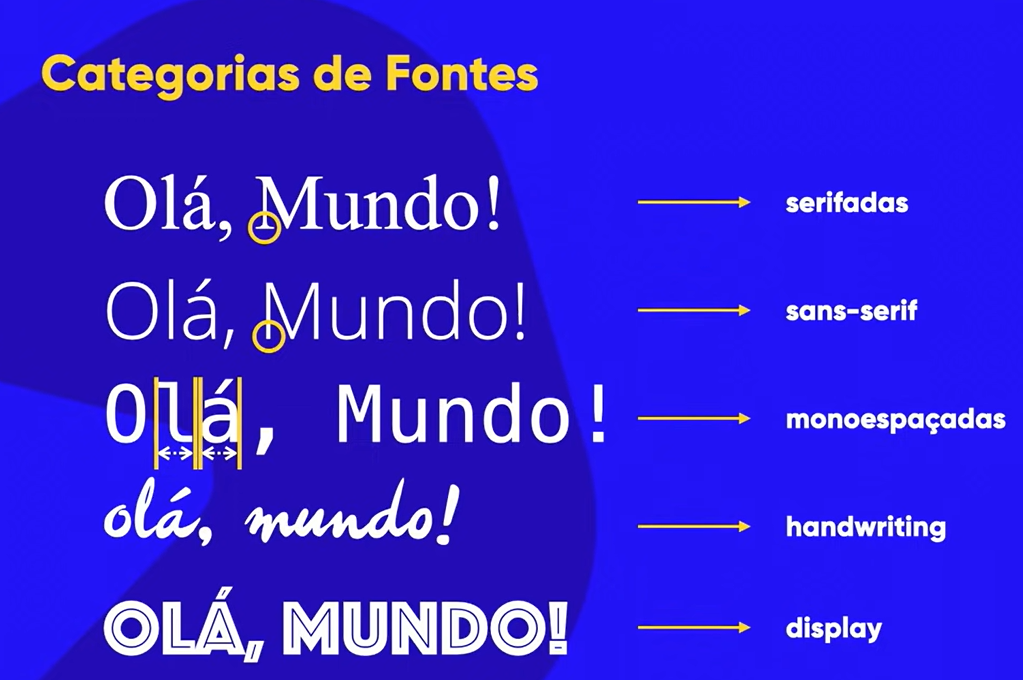 Categorias de Fontes
Olá, Mundo!
serifadas
Olá, Mundo!
sans-serif
Olá, Mundo!
monoespaçadas
olá, mundo!
handwriting
OLÁ, MUNDO!
display